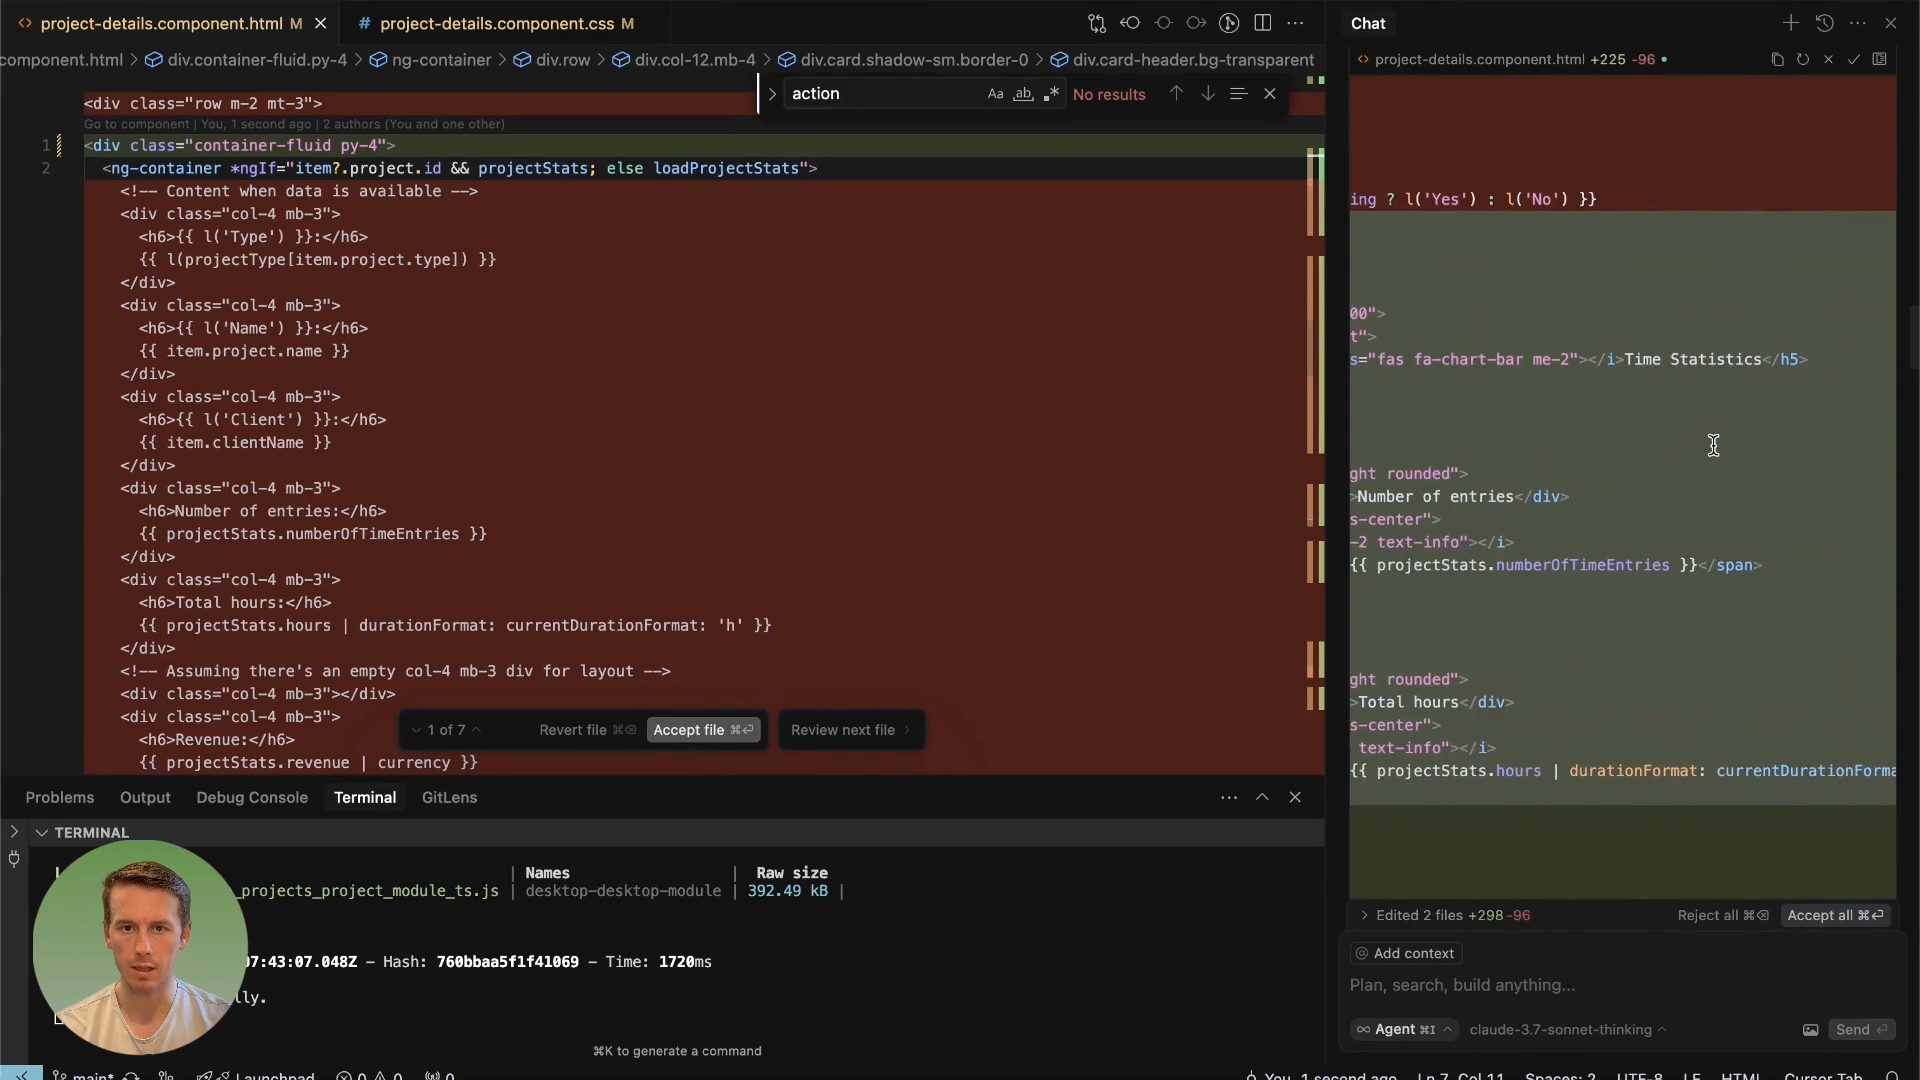 project-details.component.html M
# project-details.component.css M
component.html > div.container-fluid.py-4 > ng-container > div.row > div.col-12.mb-4 > div.card.shadow-sm.border-0 > div.card-header.bg-transparent
action Aa ab No results
<div class="row m-2 mt-3">
Go to component | You, 1 second ago | 2 authors (You and one other)
1 <div class="container-fluid py-4">
2 <ng-container *ngIf="item?.project.id && projectStats; else loadProjectStats">
<!-- Content when data is available -->
<div class="col-4 mb-3">
<h6>{{ l('Type') }}:</h6>
{{ l(projectType[item.project.type]) }}
</div>
<div class="col-4 mb-3">
<h6>{{ l('Name') }}:</h6>
{{ item.project.name }}
</div>
<div class="col-4 mb-3">
<h6>{{ l('Client') }}:</h6>
{{ item.clientName }}
</div>
<div class="col-4 mb-3">
<h6>Number of entries:</h6>
{{ projectStats.numberOfTimeEntries }}
</div>
<div class="col-4 mb-3">
<h6>Total hours:</h6>
{{ projectStats.hours | durationFormat: currentDurationFormat: 'h' }}
</div>
<!-- Assuming there's an empty col-4 mb-3 div for layout -->
<div class="col-4 mb-3"></div>
<div class="col-4 mb-3">
<h6>Revenue:</h6>
{{ projectStats.revenue | currency }}
1 of 7 Revert file ⌘⌫ Accept file ⌘⏎ Review next file >
Problems Output Debug Console Terminal GitLens
TERMINAL
| Names | Raw size
_projects_project_module_ts.js | desktop-desktop-module | 392.49 kB |
07:43:07.048Z - Hash: 760bbaa5f1f41069 - Time: 1720ms
lly.
⌘K to generate a command
main* Launchpad 0 0 0 You, 1 second ago Ln 7, Col 11 Spaces: 2 UTF-8 LF HTML Cursor Tab
Chat
project-details.component.html +225 -96
ing ? l('Yes') : l('No') }}
00">
t">
s="fas fa-chart-bar me-2"></i>Time Statistics</h5>
ght rounded">
>Number of entries</div>
s-center">
-2 text-info"></i>
{{ projectStats.numberOfTimeEntries }}</span>
ght rounded">
>Total hours</div>
s-center">
text-info"></i>
{{ projectStats.hours | durationFormat: currentDurationForma
> Edited 2 files +298 -96 Reject all ⌘⌫ Accept all ⌘⏎
@ Add context
Plan, search, build anything...
∞ Agent ⌘I claude-3.7-sonnet-thinking Send ⏎